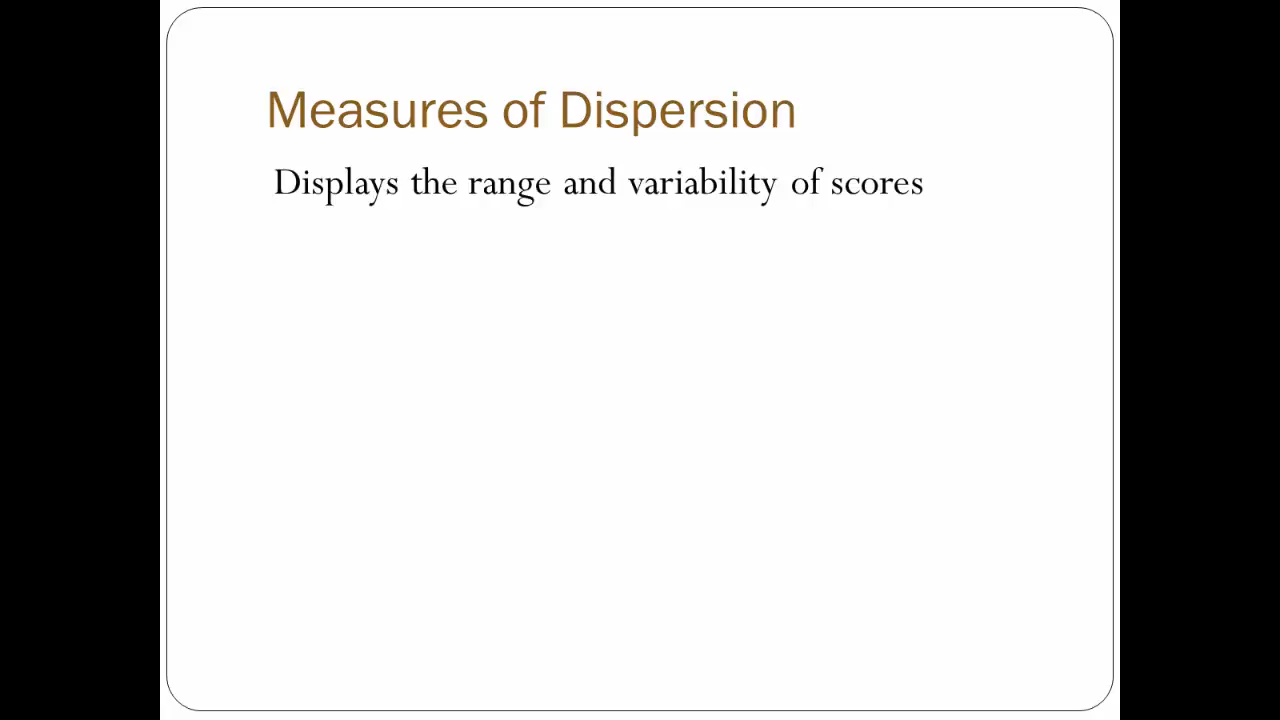 Measures of Dispersion
Displays the range and variability of scores